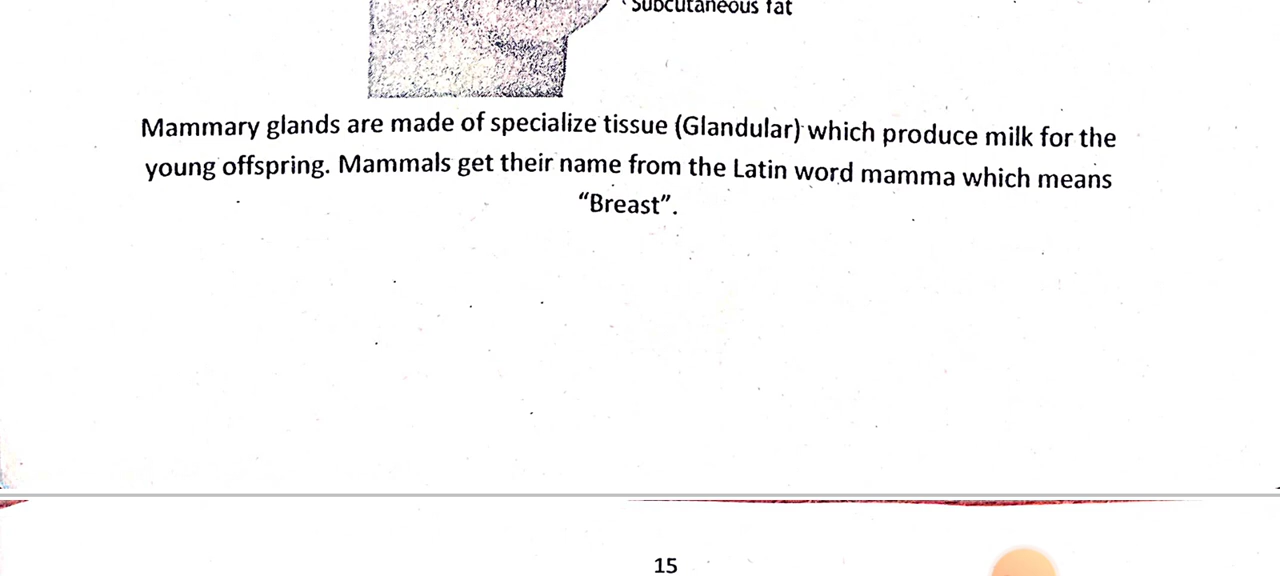 Subcutaneous fat
Mammary glands are made of specialize tissue (Glandular) which produce milk for the
young offspring. Mammals get their name from the Latin word mamma which means
“Breast”.
15